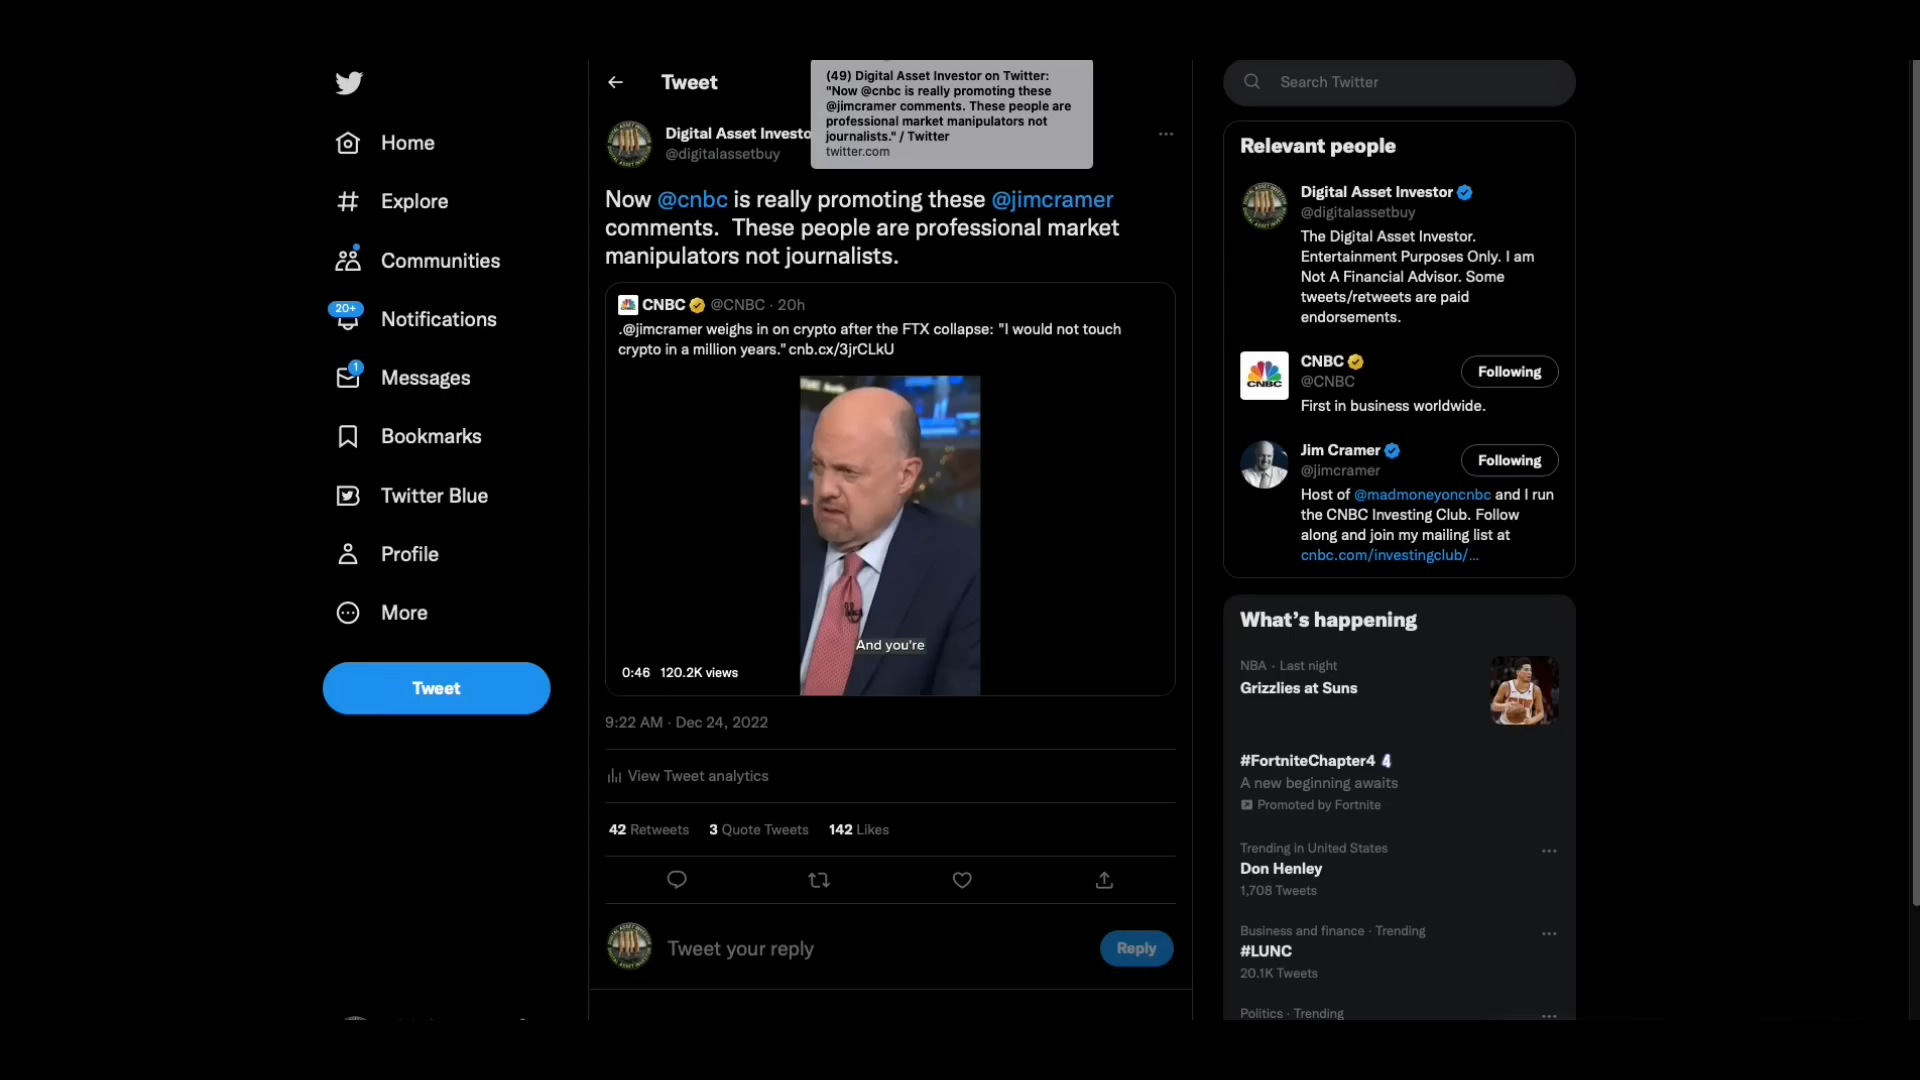 Home
Explore
Communities
20+
Notifications
1
Messages
Bookmarks
Twitter Blue
Profile
More
Tweet
Tweet
(49) Digital Asset Investor on Twitter:
"Now @cnbc is really promoting these
@jimcramer comments. These people are
professional market manipulators not
journalists." / Twitter
twitter.com
Digital Asset Investo
@digitalassetbuy
Now @cnbc is really promoting these @jimcramer
comments.  These people are professional market
manipulators not journalists.
CNBC @CNBC · 20h
.@jimcramer weighs in on crypto after the FTX collapse: "I would not touch
crypto in a million years." cnb.cx/3jrCLkU
And you're
0:46 120.2K views
9:22 AM · Dec 24, 2022
View Tweet analytics
42 Retweets 3 Quote Tweets 142 Likes
Tweet your reply
Reply
Search Twitter
Relevant people
Digital Asset Investor
@digitalassetbuy
The Digital Asset Investor.
Entertainment Purposes Only. I am
Not A Financial Advisor. Some
tweets/retweets are paid
endorsements.
CNBC
CNBC
@CNBC
Following
First in business worldwide.
Jim Cramer
@jimcramer
Following
Host of @madmoneyoncnbc and I run
the CNBC Investing Club. Follow
along and join my mailing list at
cnbc.com/investingclub/…
What's happening
NBA · Last night
Grizzlies at Suns
#FortniteChapter4 4
A new beginning awaits
Promoted by Fortnite
Trending in United States
Don Henley
1,708 Tweets
Business and finance · Trending
#LUNC
20.1K Tweets
Politics · Trending